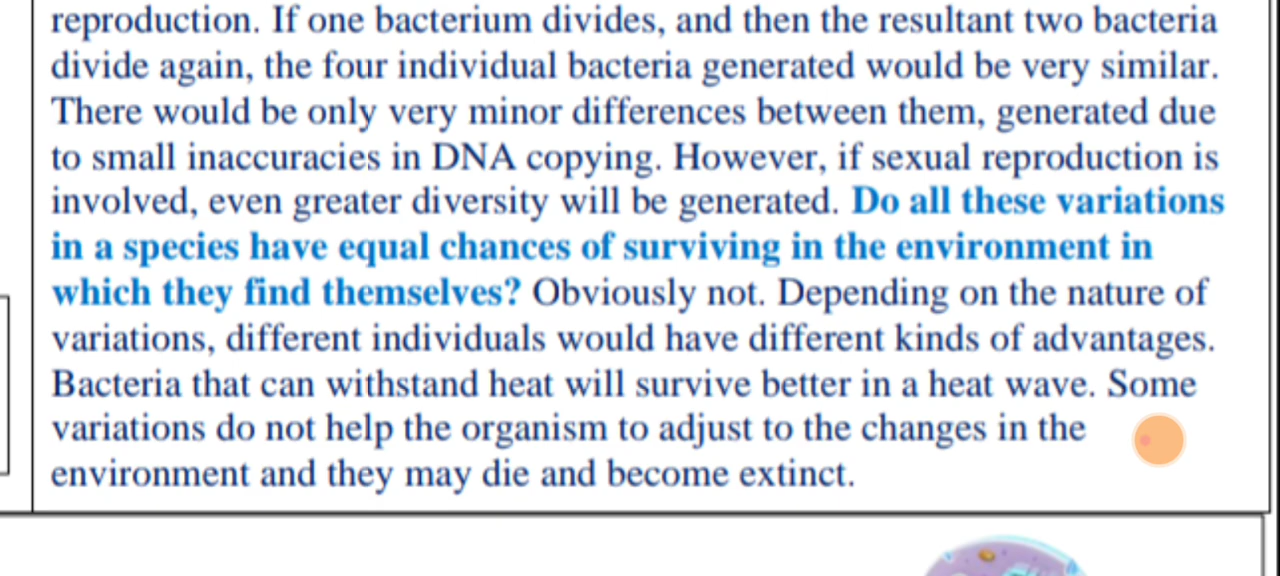 reproduction. If one bacterium divides, and then the resultant two bacteria
divide again, the four individual bacteria generated would be very similar.
There would be only very minor differences between them, generated due
to small inaccuracies in DNA copying. However, if sexual reproduction is
involved, even greater diversity will be generated. Do all these variations
in a species have equal chances of surviving in the environment in
which they find themselves? Obviously not. Depending on the nature of
variations, different individuals would have different kinds of advantages.
Bacteria that can withstand heat will survive better in a heat wave. Some
variations do not help the organism to adjust to the changes in the
environment and they may die and become extinct.